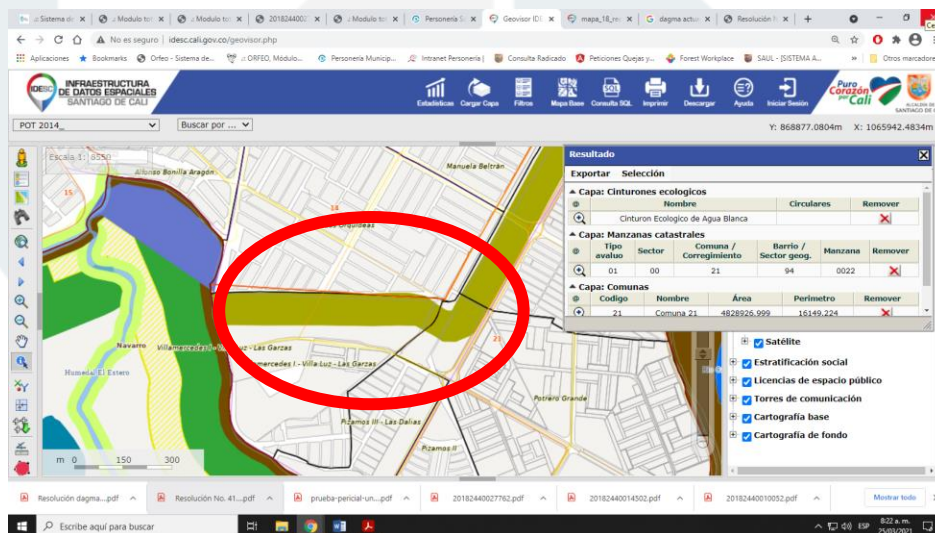 Sistema de
Modulo to
Modulo to
201824400
Modulo to
Personería S
Geovisor IDE
mapa_18_re
dagma actu
Resolución N
No es seguro | idesc.cali.gov.co/geovisor.php
Aplicaciones Bookmarks Orfeo - Sistema de... :: ORFEO, Módulo... Personería Municip... Intranet Personería | Consulta Radicado Peticiones Quejas y... Forest Workplace SAUL - [SISTEMA A... » Otros marcadores
IDESC INFRAESTRUCTURA
DE DATOS ESPACIALES
SANTIAGO DE CALI
Estadísticas Cargar Capa Filtros Mapa Base Consulta SQL Imprimir Descargar Ayuda Iniciar Sesión
Puro
Corazón
por Cali
ALCALDÍA DE
SANTIAGO DE C
POT 2014_ Buscar por ... Y: 868877.0804m X: 1065942.4834m
Escala 1: 8550
Resultado
Exportar Selección
Capa: Cinturones ecologicos
Nombre Circulares Remover
Cinturon Ecologico de Agua Blanca
Capa: Manzanas catastrales
Tipo avaluo Sector Comuna / Corregimiento Barrio / Sector geog. Manzana Remover
01 00 21 94 0022
Capa: Comunas
Codigo Nombre Área Perimetro Remover
21 Comuna 21 4828926.999 16149.224
Satélite
Estratificación social
Licencias de espacio público
Torres de comunicación
Cartografía base
Cartografía de fondo
Manuela Beltrán
Alfonso Bonilla Aragón
15
14
21
Navarro
Villamercedes I - Villa Luz - Las Garzas
mercedes I - Villa Luz - Las Garzas
Humedal El Estero
Potrero Grande
Pizamos III - Las Dalias
Pizamos II
m 0 150 300
Resolución dagma....pdf Resolución No. 41....pdf prueba-pericial-un....pdf 20182440027762.pdf 20182440014502.pdf 20182440010052.pdf Mostrar todo
Escribe aquí para buscar
ESP
8:22 a. m.
25/03/2021